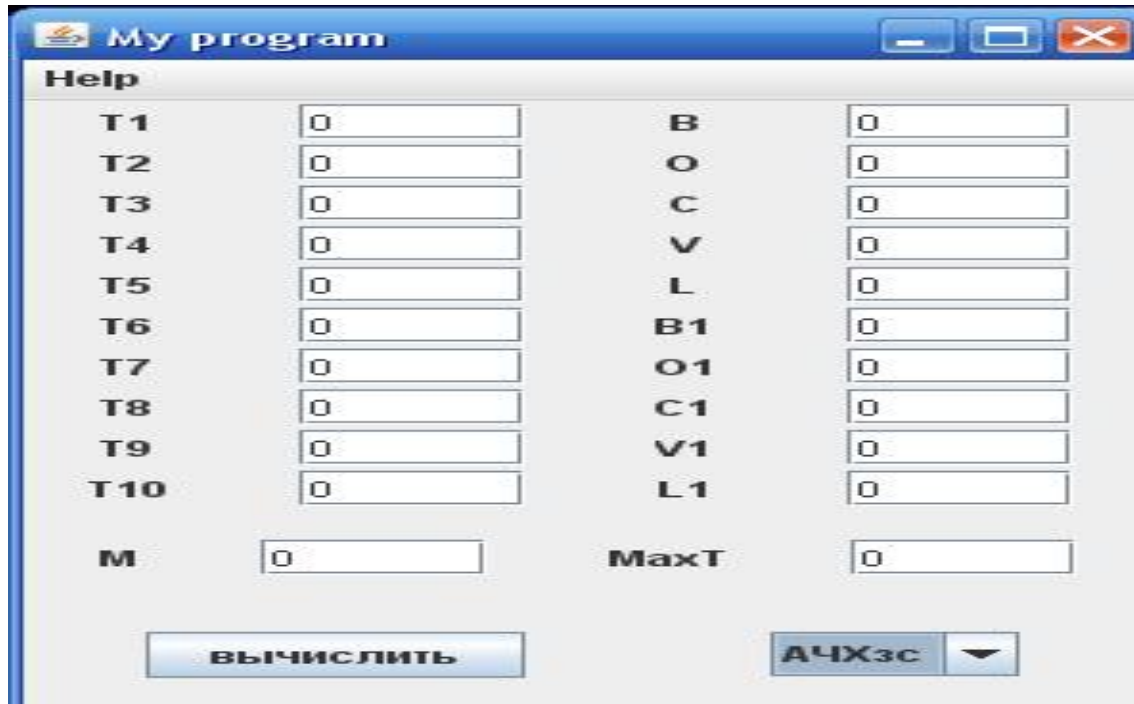 My program
Help
T1 0 B 0
T2 0 O 0
T3 0 C 0
T4 0 V 0
T5 0 L 0
T6 0 B1 0
T7 0 O1 0
T8 0 C1 0
T9 0 V1 0
T10 0 L1 0
M 0 MaxT 0
вычислить АЧХзс